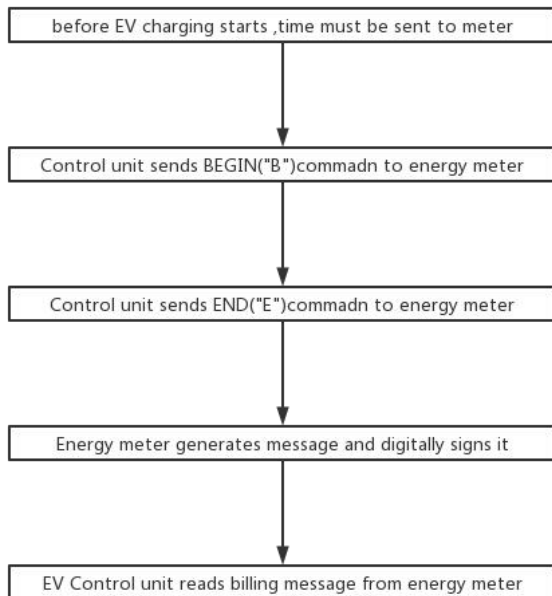 before EV charging starts ,time must be sent to meter
Control unit sends BEGIN("B")commadn to energy meter
Control unit sends END("E")commadn to energy meter
Energy meter generates message and digitally signs it
EV Control unit reads billing message from energy meter